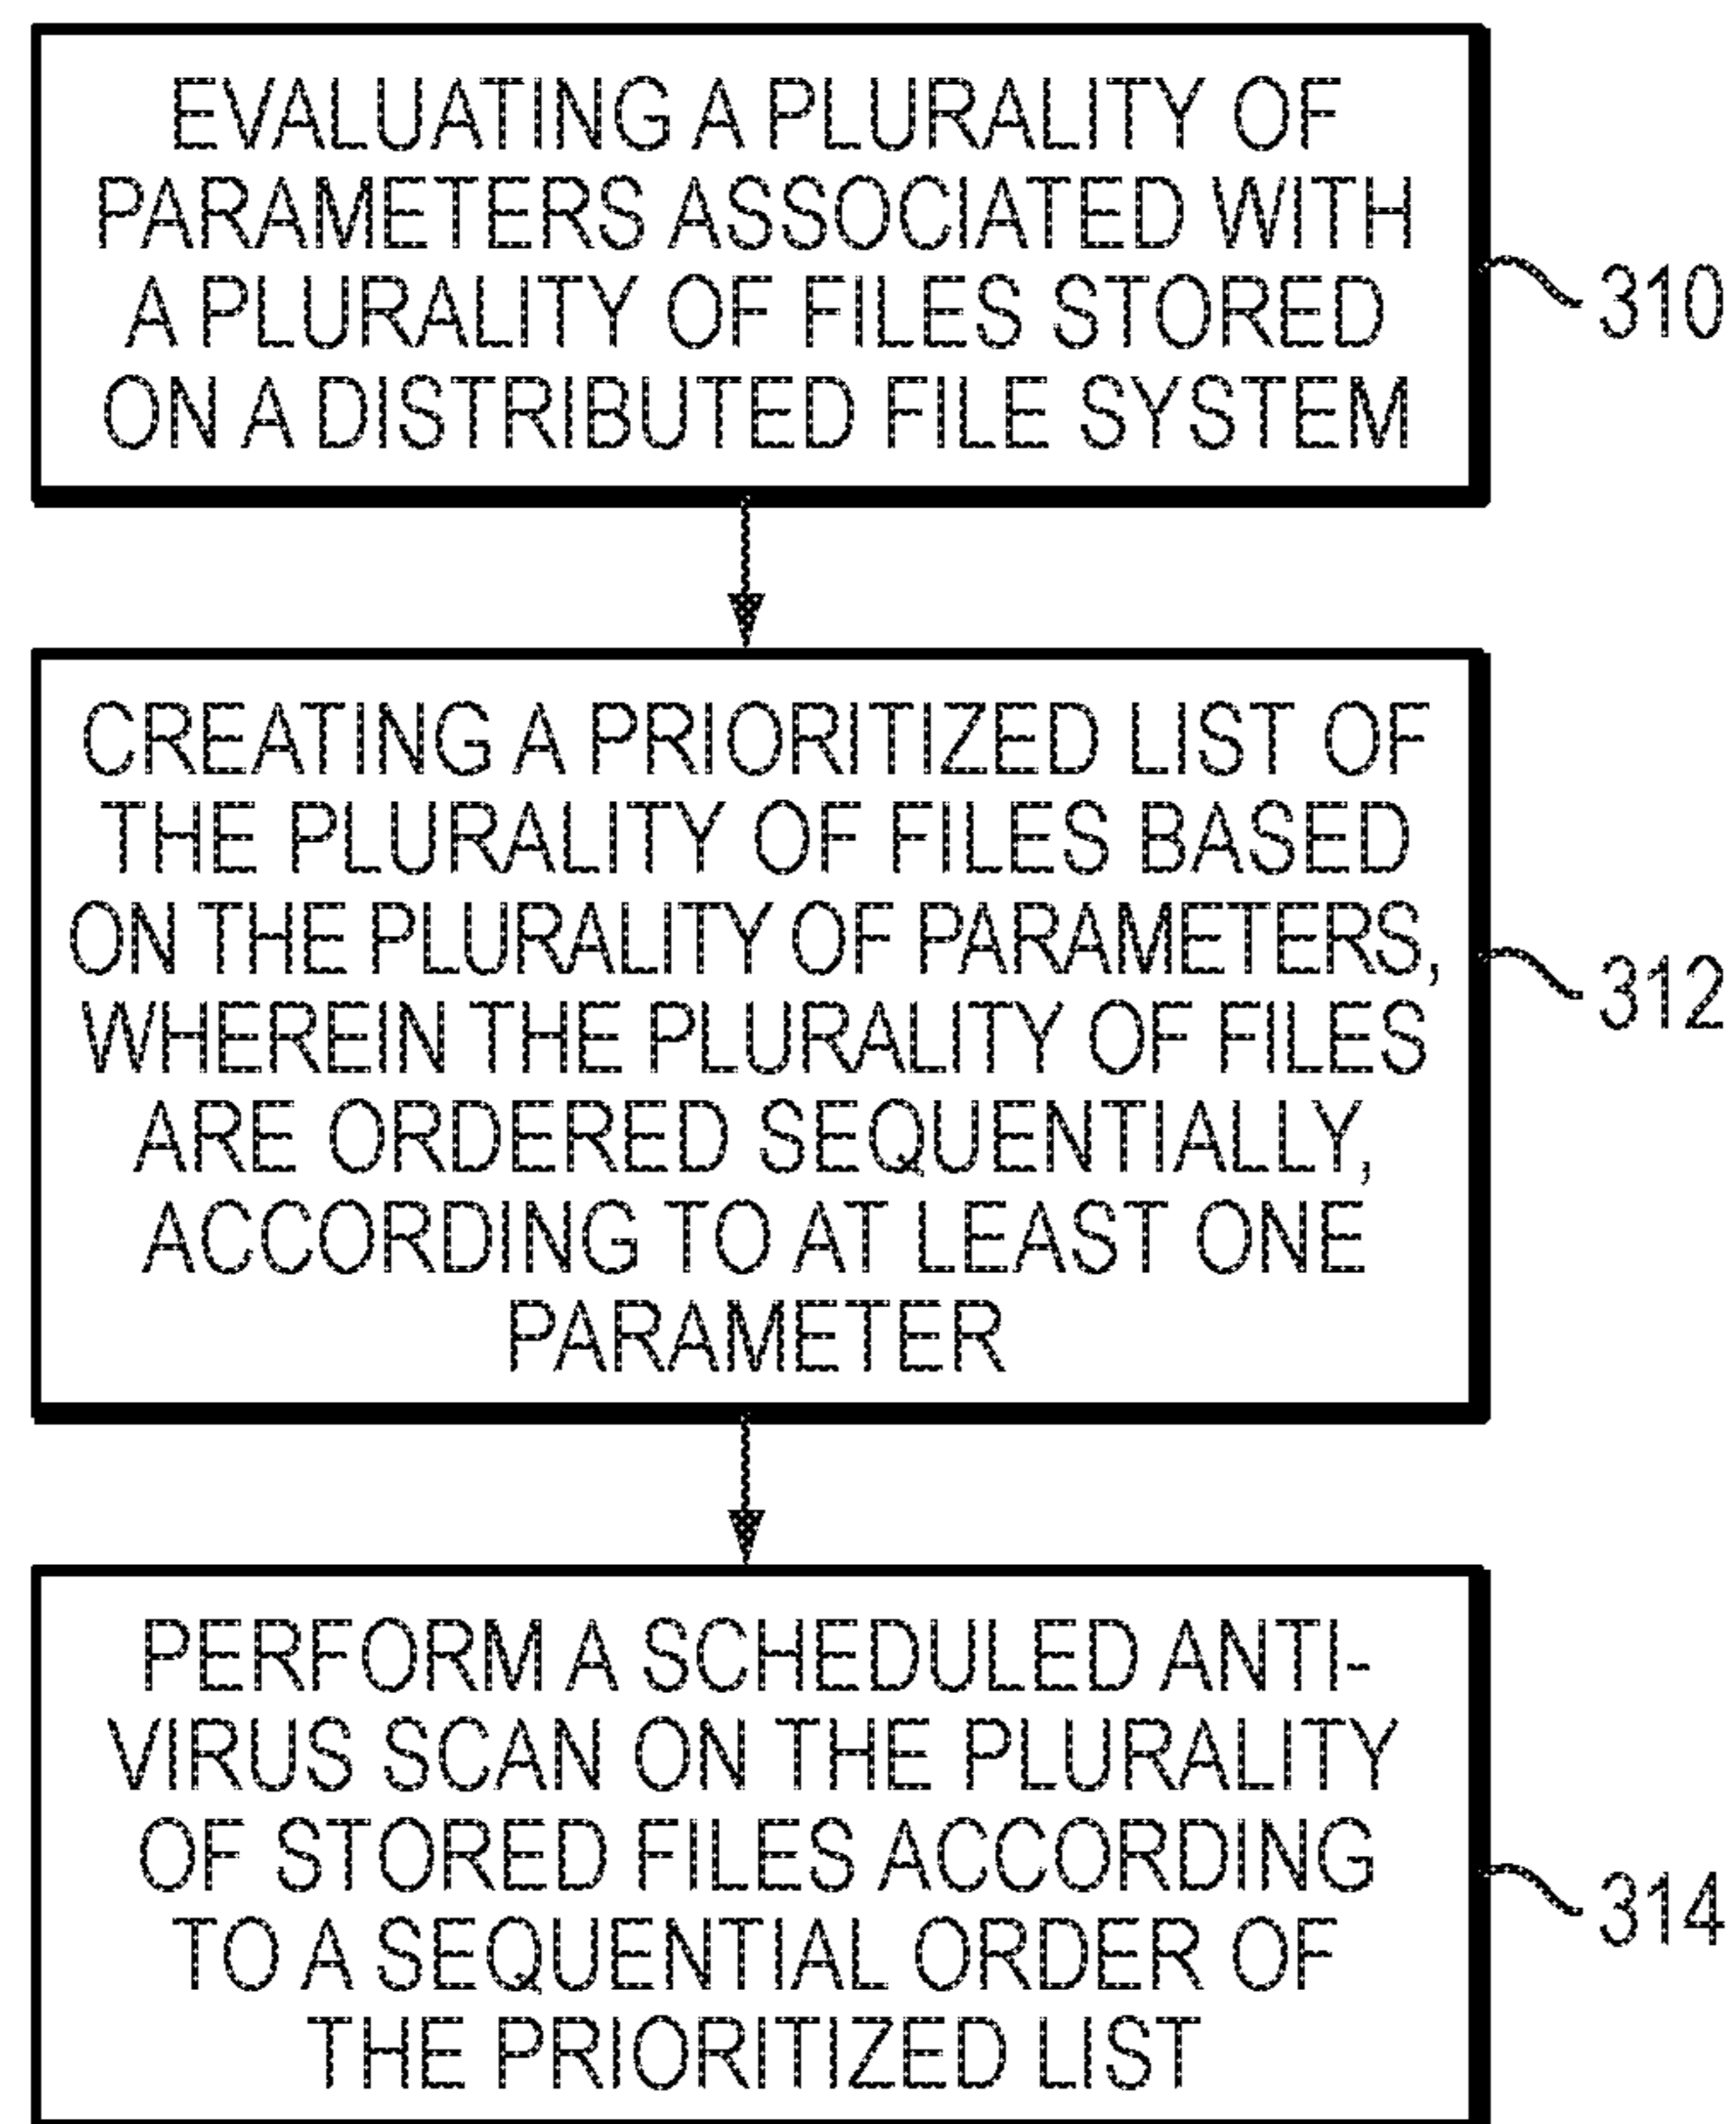 EVALUATING A PLURALITY OF
PARAMETERS ASSOCIATED WITH
A PLURALITY OF FILES STORED
ON A DISTRIBUTED FILE SYSTEM
310
CREATING A PRIORITIZED LIST OF
THE PLURALITY OF FILES BASED
ON THE PLURALITY OF PARAMETERS,
WHEREIN THE PLURALITY OF FILES
ARE ORDERED SEQUENTIALLY,
ACCORDING TO AT LEAST ONE
PARAMETER
312
PERFORM A SCHEDULED ANTI-
VIRUS SCAN ON THE PLURALITY
OF STORED FILES ACCORDING
TO A SEQUENTIAL ORDER OF
THE PRIORITIZED LIST
314